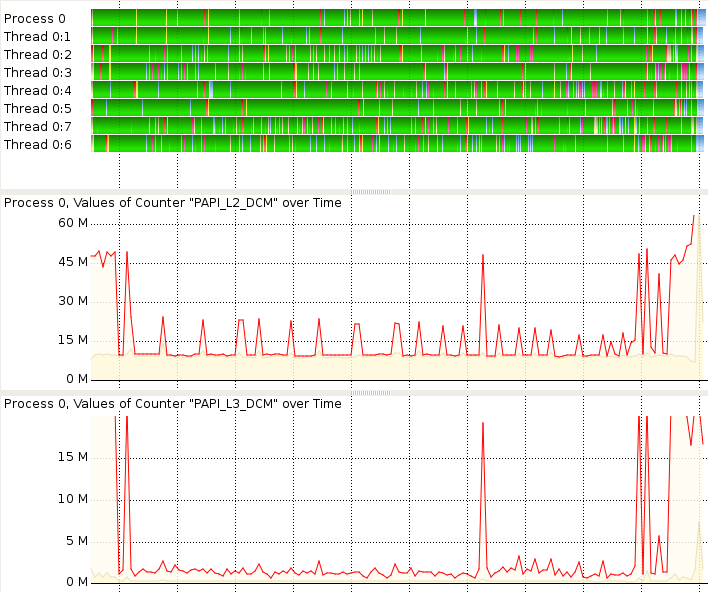 Process 0
Thread 0:1
Thread 0:2
Thread 0:3
Thread 0:4
Thread 0:5
Thread 0:7
Thread 0:6
Process 0, Values of Counter "PAPI_L2_DCM" over Time
60 M
45 M
30 M
15 M
0 M
Process 0, Values of Counter "PAPI_L3_DCM" over Time
15 M
10 M
5 M
0 M